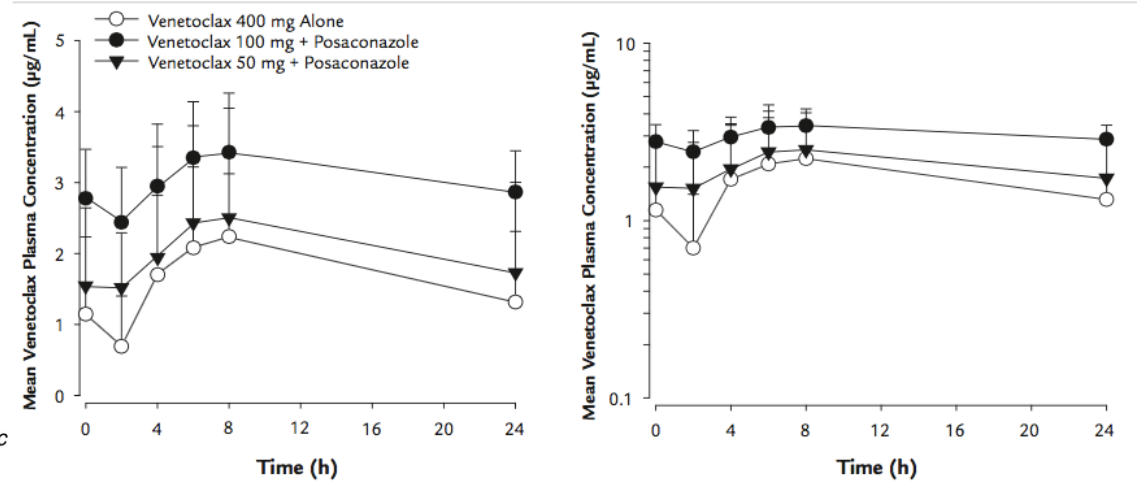 Venetoclax 400 mg Alone
Venetoclax 100 mg + Posaconazole
Venetoclax 50 mg + Posaconazole
Mean Venetoclax Plasma Concentration (µg/mL)
5
4
3
2
1
0
0 4 8 12 16 20 24
Time (h)
c
Mean Venetoclax Plasma Concentration (µg/mL)
10
1
0.1
0 4 8 12 16 20 24
Time (h)